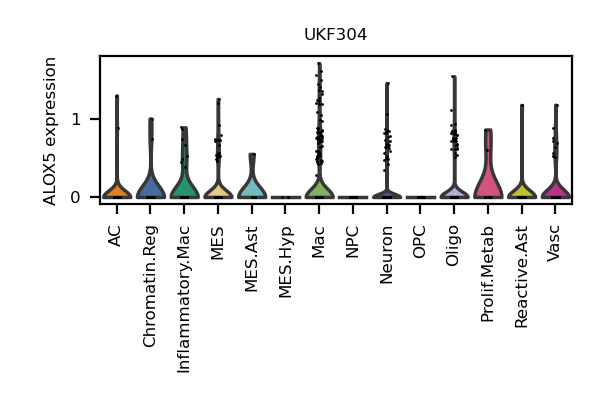 UKF304
ALOX5 expression
1
0
AC
Chromatin.Reg
Inflammatory.Mac
MES
MES.Ast
MES.Hyp
Mac
NPC
Neuron
OPC
Oligo
Prolif.Metab
Reactive.Ast
Vasc